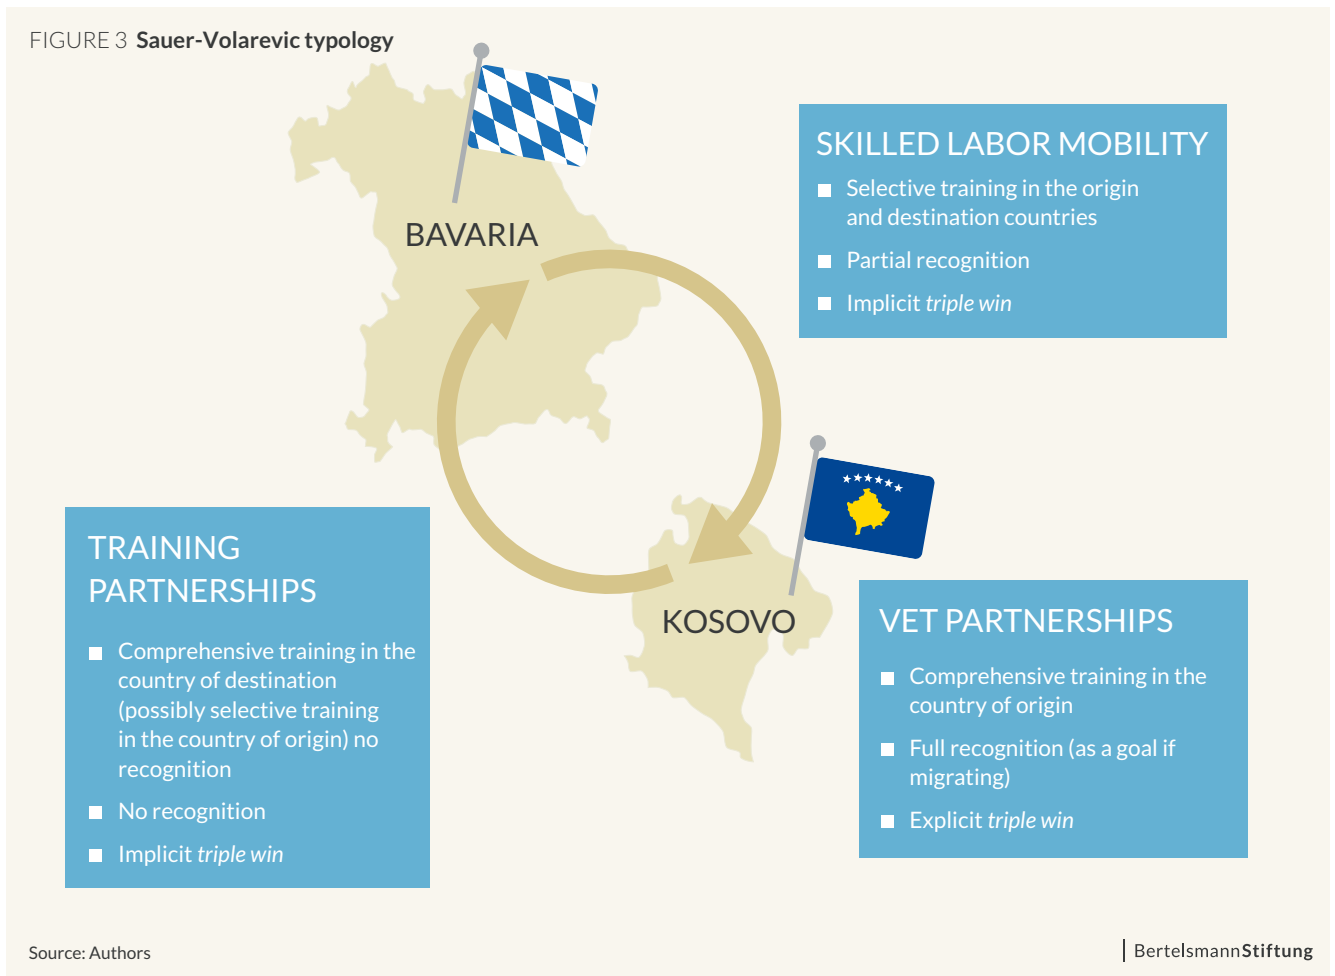 FIGURE 3 Sauer-Volarevic typology
BAVARIA
SKILLED LABOR MOBILITY
Selective training in the origin
and destination countries
Partial recognition
Implicit triple win
TRAINING
PARTNERSHIPS
Comprehensive training in the
country of destination
(possibly selective training
in the country of origin) no
recognition
No recognition
Implicit triple win
KOSOVO
VET PARTNERSHIPS
Comprehensive training in the
country of origin
Full recognition (as a goal if
migrating)
Explicit triple win
Source: Authors
BertelsmannStiftung